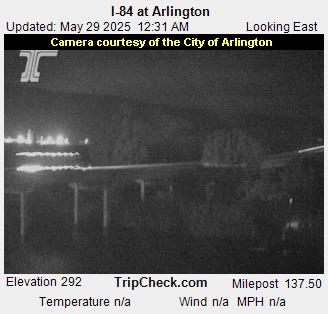 I-84 at Arlington
Updated: May 29 2025 12:31 AM Looking East
Camera courtesy of the City of Arlington
Elevation 292 TripCheck.com Milepost 137.50
Temperature n/a Wind n/a MPH n/a